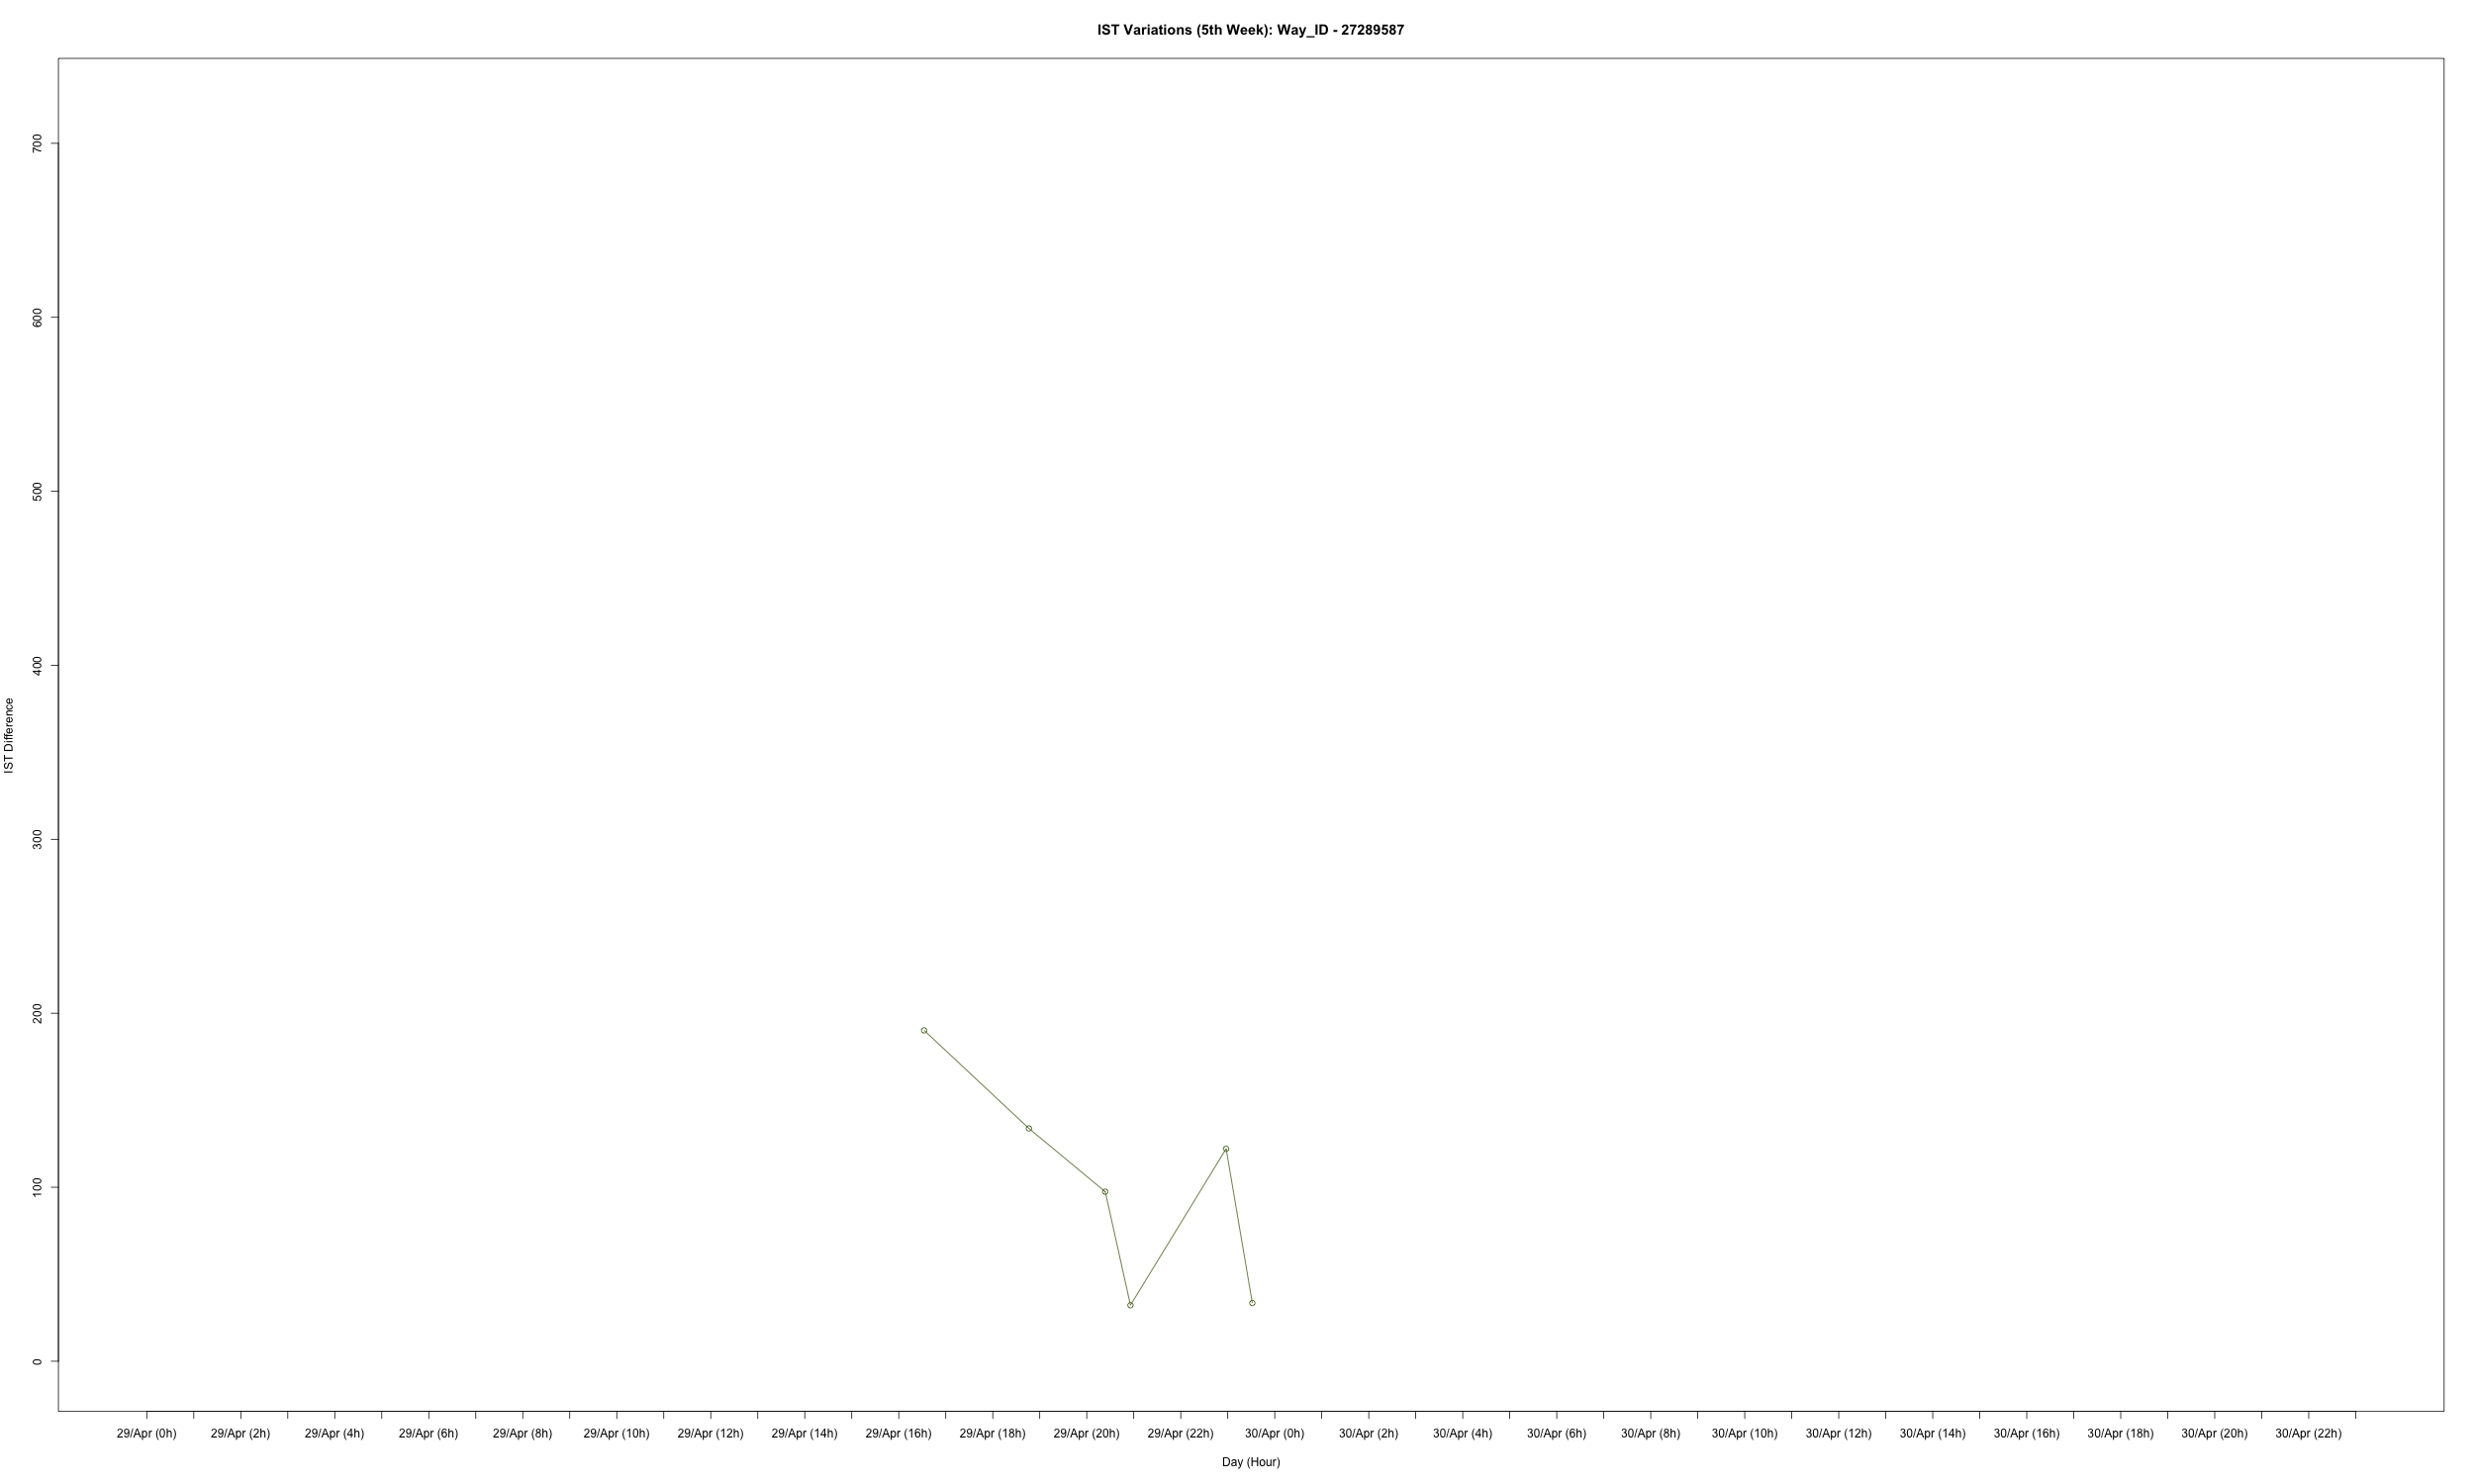 IST Variations (5th Week): Way_ID - 27289587
700
600
500
400
300
200
100
0
IST Difference
29/Apr (0h) 29/Apr (2h) 29/Apr (4h) 29/Apr (6h) 29/Apr (8h) 29/Apr (10h) 29/Apr (12h) 29/Apr (14h) 29/Apr (16h) 29/Apr (18h) 29/Apr (20h) 29/Apr (22h) 30/Apr (0h) 30/Apr (2h) 30/Apr (4h) 30/Apr (6h) 30/Apr (8h) 30/Apr (10h) 30/Apr (12h) 30/Apr (14h) 30/Apr (16h) 30/Apr (18h) 30/Apr (20h) 30/Apr (22h)
Day (Hour)